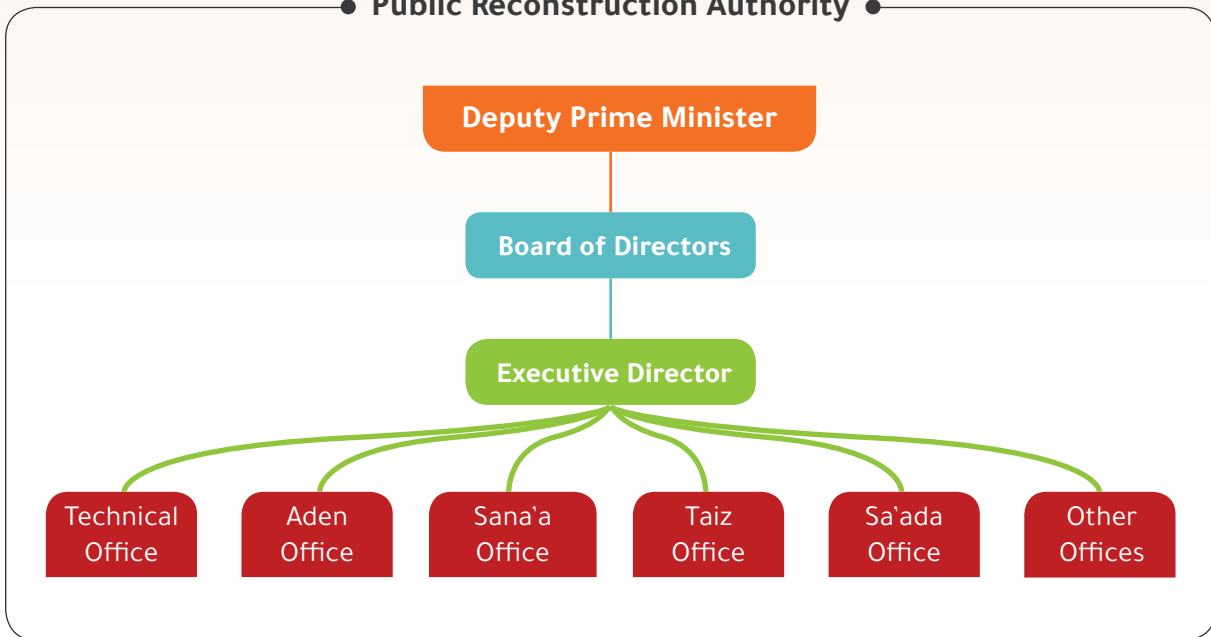 Public Reconstruction Authority
Deputy Prime Minister
Board of Directors
Executive Director
Technical
Office
Aden
Office
Sana’a
Office
Taiz
Office
Sa’ada
Office
Other
Offices